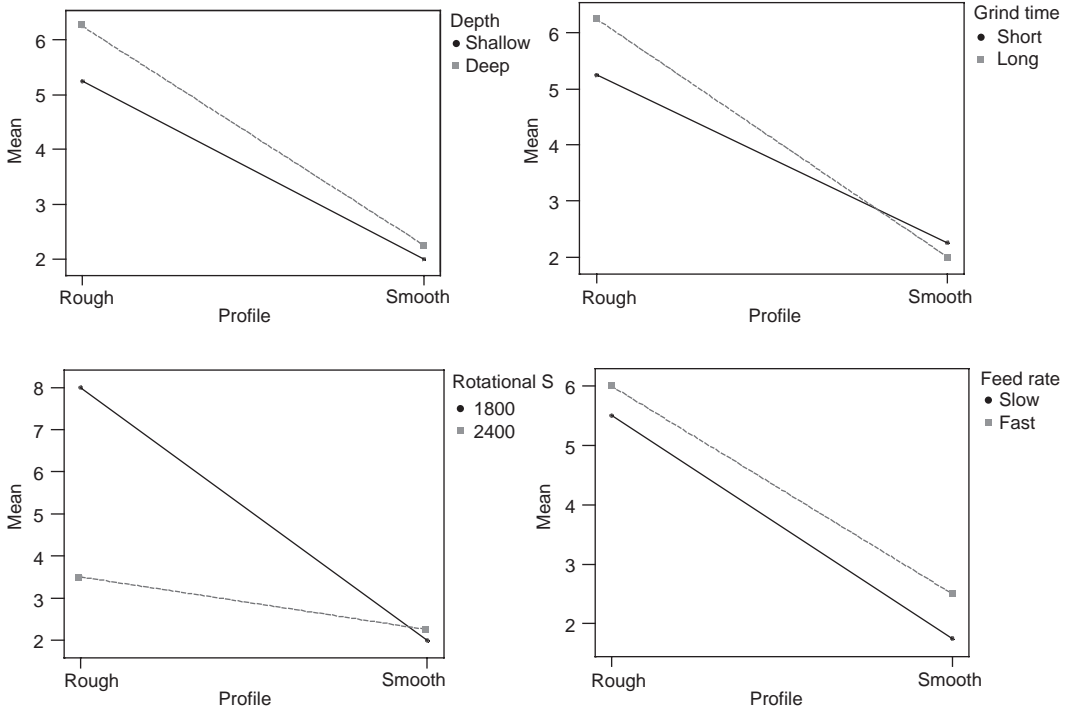 Depth
Shallow
Deep
6
5
4
3
2
Mean
Rough
Smooth
Profile
Grind time
Short
Long
6
5
4
3
2
Mean
Rough
Smooth
Profile
Rotational S
1800
2400
8
7
6
5
4
3
2
Mean
Rough
Smooth
Profile
Feed rate
Slow
Fast
6
5
4
3
2
Mean
Rough
Smooth
Profile